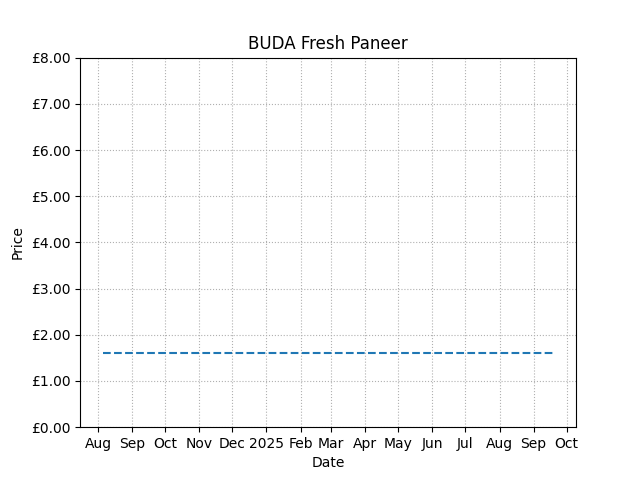 BUDA Fresh Paneer
£8.00
£7.00
£6.00
£5.00
£4.00
£3.00
£2.00
£1.00
£0.00
Price
Aug Sep Oct Nov Dec 2025 Feb Mar Apr May Jun Jul Aug Sep Oct
Date